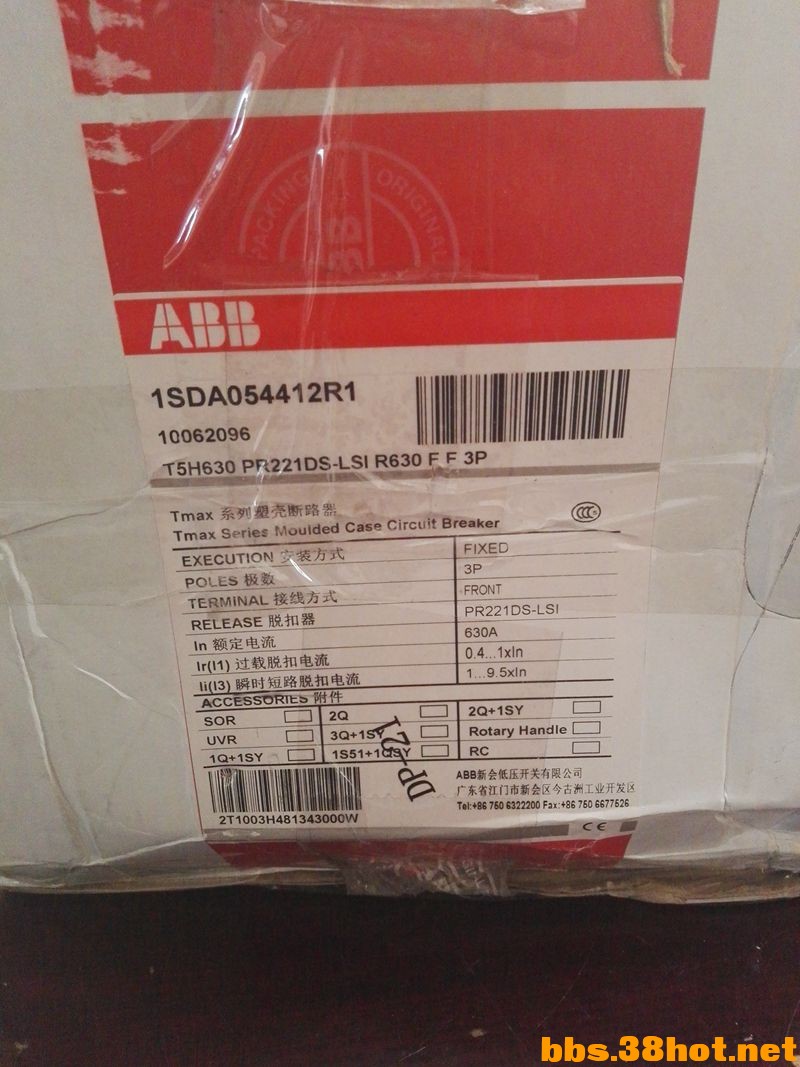 PACKING ORIGINAL
ABB
1SDA054412R1
10062096
T5H630 PR221DS-LSI R630 F F 3P
Tmax 系列塑壳断路器
Tmax Series Moulded Case Circuit Breaker
EXECUTION 安装方式 FIXED
POLES 极数 3P
TERMINAL 接线方式 FRONT
RELEASE 脱扣器 PR221DS-LSI
In 额定电流 630A
Ir(I1) 过载脱扣电流 0.4...1xIn
Ii(I3) 瞬时短路脱扣电流 1...9.5xIn
ACCESSORIES 附件
SOR 2Q 2Q+1SY
UVR 3Q+1SY Rotary Handle
1Q+1SY 1S51+1QSY RC
DP-21
2T1003H481343000W
ABB新会低压开关有限公司
广东省江门市新会区今古洲工业开发区
Tel:+86 750 6322200 Fax:+86 750 6677526
CE
bbs.38hot.net